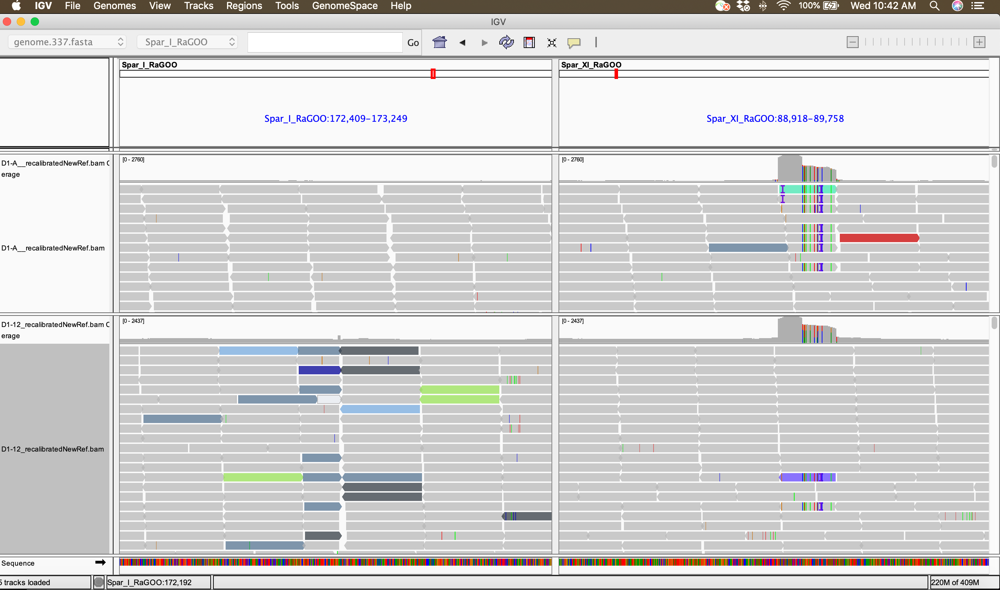 IGV File Genomes View Tracks Regions Tools GenomeSpace Help 100% Wed 10:42 AM
IGV
genome.337.fasta Spar_I_RaGOO Go
Spar_I_RaGOO Spar_XI_RaGOO
Spar_I_RaGOO:172,409-173,249 Spar_XI_RaGOO:88,918-89,758
[0 - 2760] [0 - 2760]
D1-A__recalibratedNewRef.bam C
erage
D1-A__recalibratedNewRef.bam
[0 - 2437] [0 - 2437]
D1-12_recalibratedNewRef.bam C
erage
D1-12_recalibratedNewRef.bam
Sequence
5 tracks loaded Spar_I_RaGOO:172,192 220M of 409M